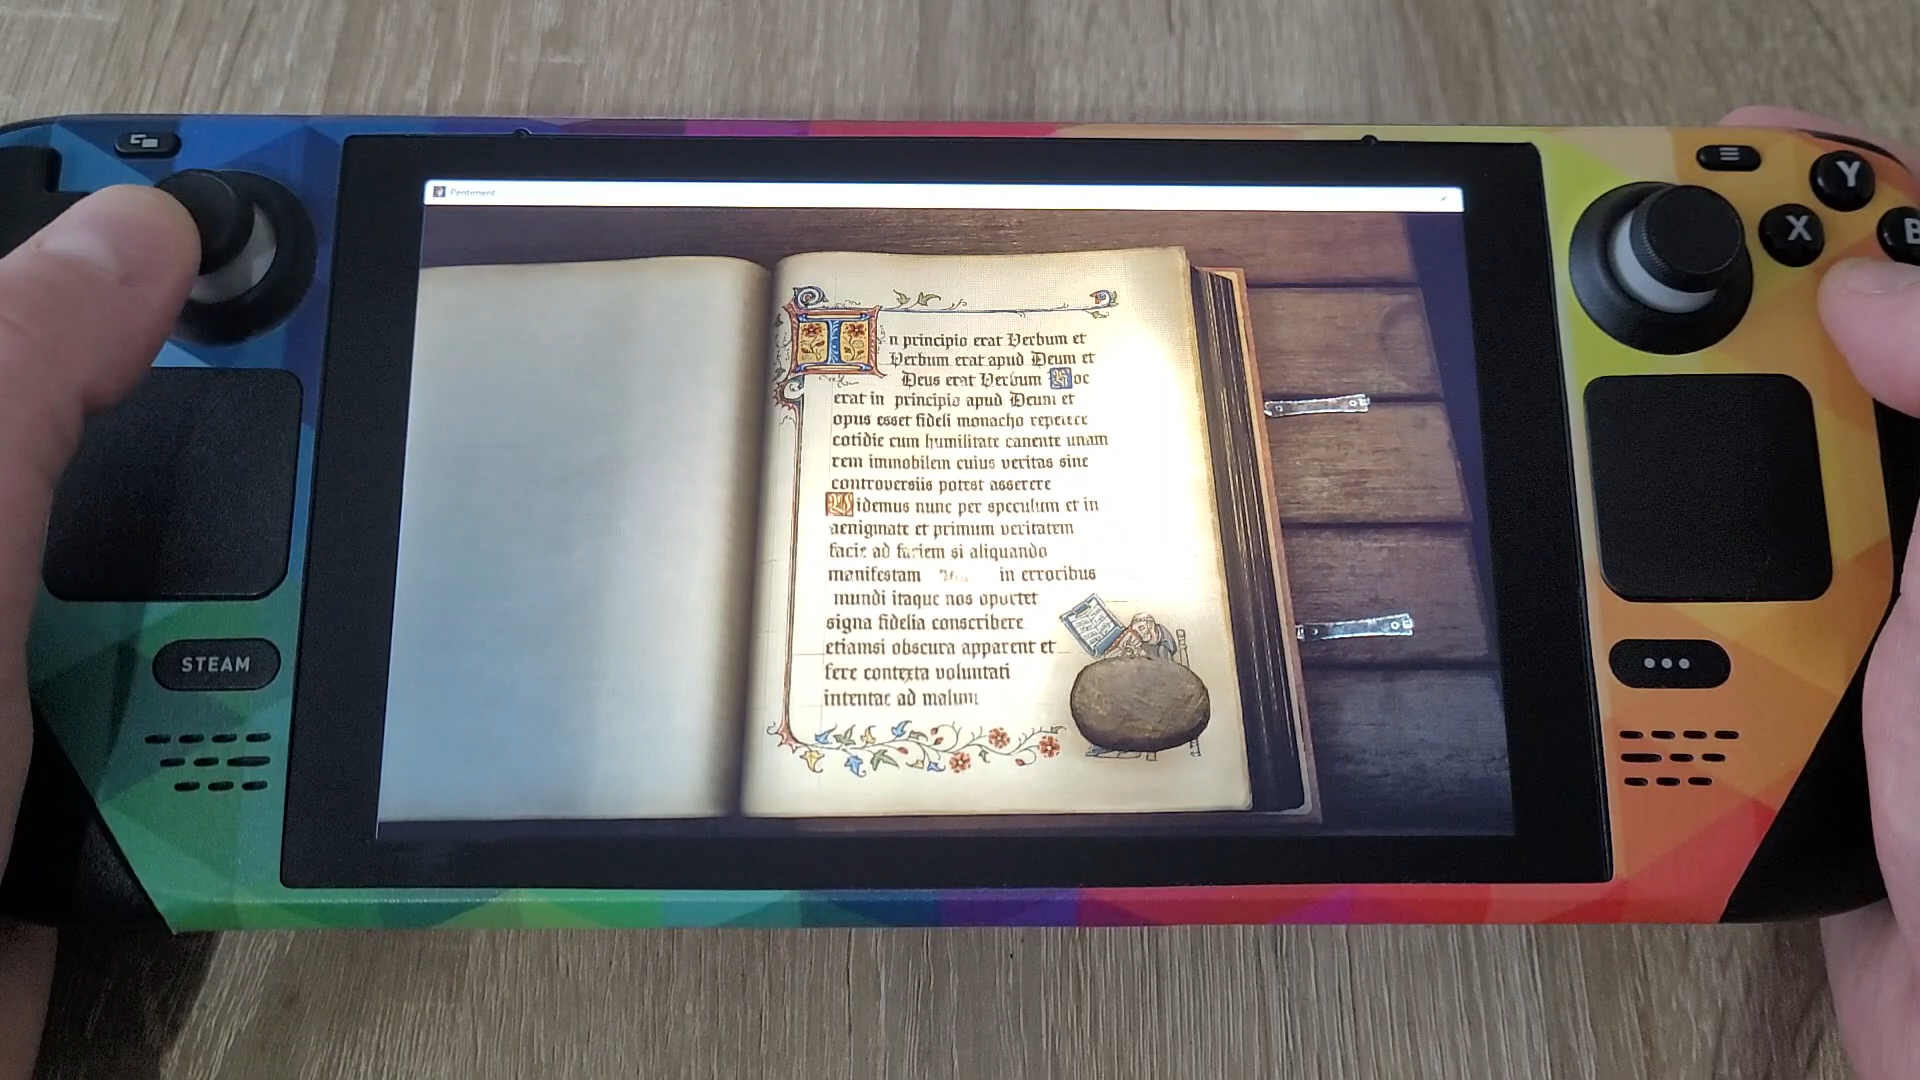 Pentiment
Y
X
B
In principio erat Verbum et
Verbum erat apud Deum et
Deus erat Verbum Hoc
erat in principio apud Deum et
opus esset fideli monacho repetere
cotidie cum humilitate canente unam
rem immobilem cuius veritas sine
controversiis potest asserere
Videmus nunc per speculum et in
aenigmate et primum veritatem
facie ad faciem si aliquando
manifestam in erroribus
mundi itaque nos oportet
signa fidelia conscribere
etiamsi obscura apparent et
fere contexta voluntati
intentae ad malum
STEAM